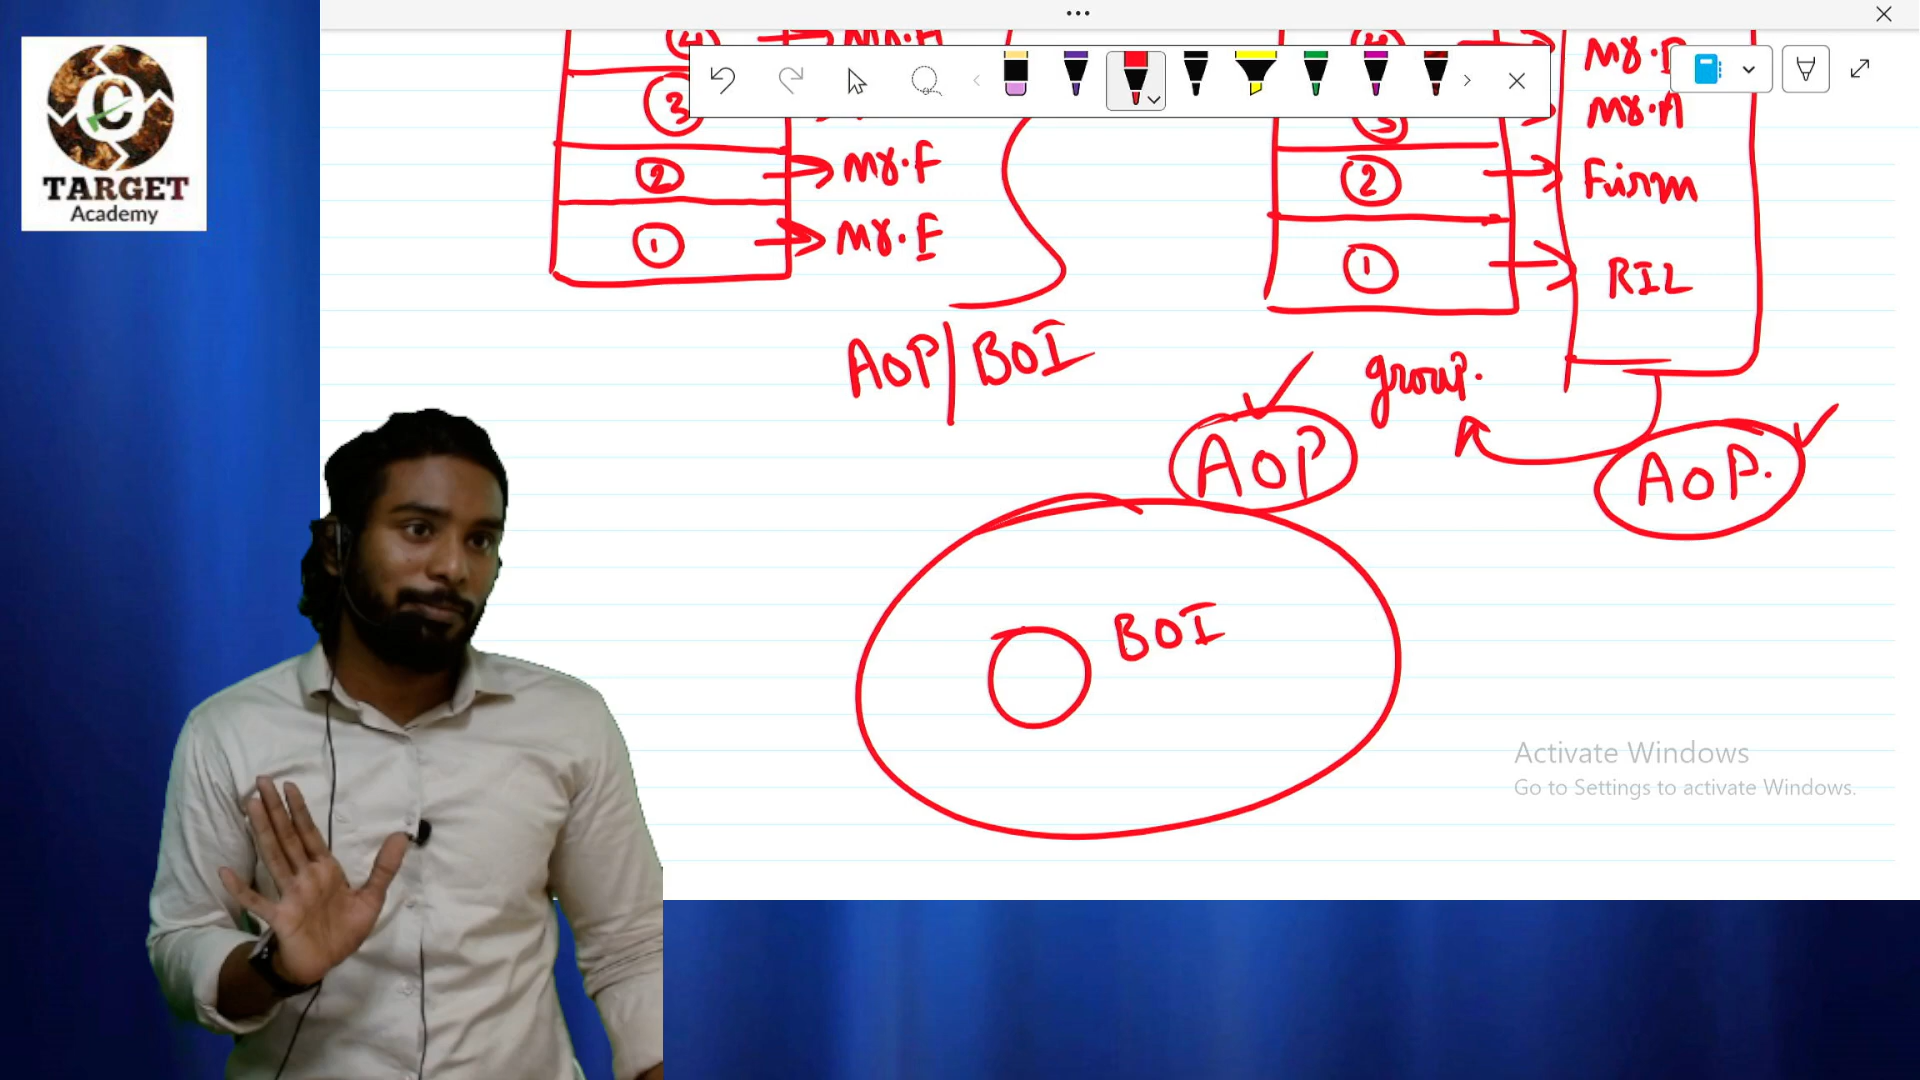 TARGET
Academy
3
2 Mr. F
1 Mr. E
AOP | BOI
Mr. A
2 Firm
1 RIL
group.
AOP
AOP.
BOI
Activate Windows
Go to Settings to activate Windows.